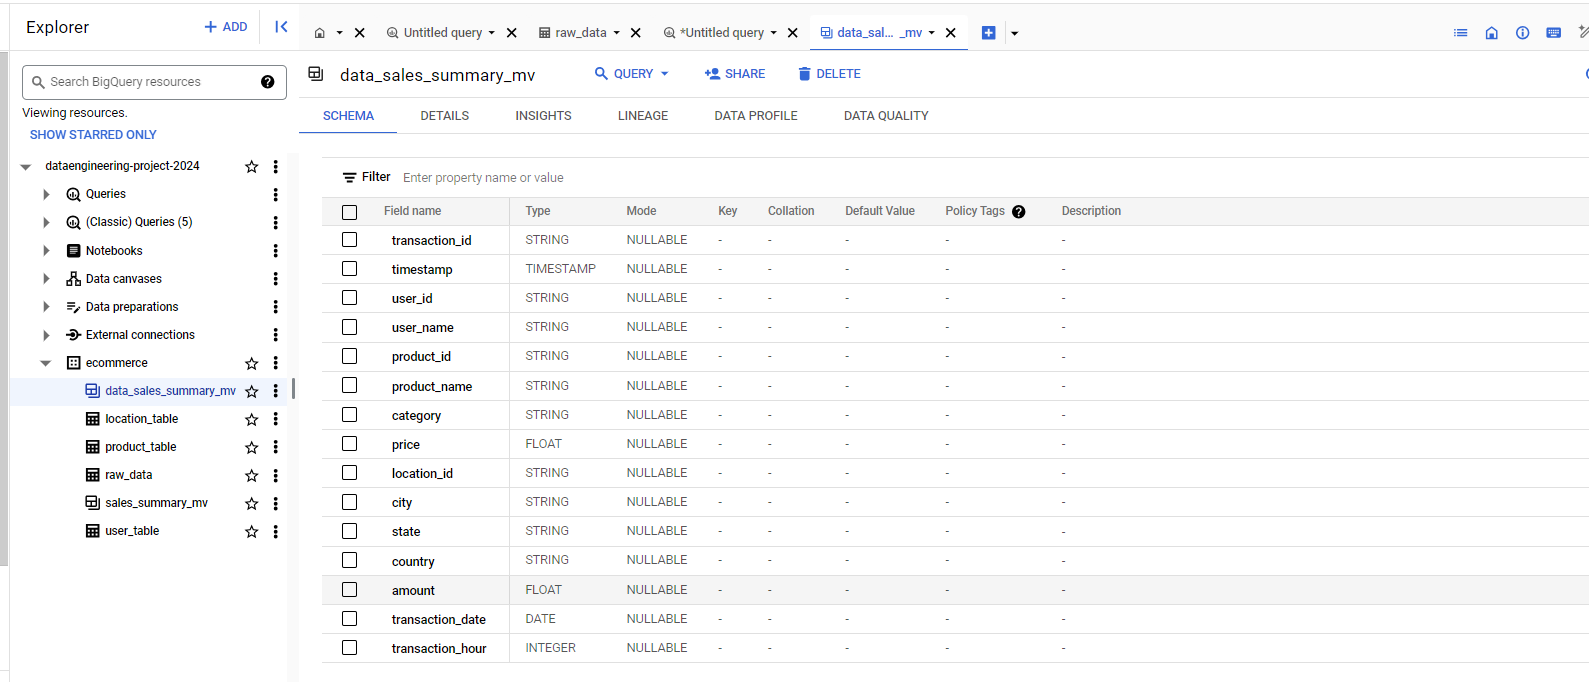 Explorer
+ ADD
Untitled query
raw_data
*Untitled query
data_sal... _mv
Search BigQuery resources
Viewing resources.
SHOW STARRED ONLY
dataengineering-project-2024
Queries
(Classic) Queries (5)
Notebooks
Data canvases
Data preparations
External connections
ecommerce
data_sales_summary_mv
location_table
product_table
raw_data
sales_summary_mv
user_table
data_sales_summary_mv
QUERY
SHARE
DELETE
SCHEMA DETAILS INSIGHTS LINEAGE DATA PROFILE DATA QUALITY
Filter Enter property name or value
Field name Type Mode Key Collation Default Value Policy Tags Description
transaction_id STRING NULLABLE - - - - -
timestamp TIMESTAMP NULLABLE - - - - -
user_id STRING NULLABLE - - - - -
user_name STRING NULLABLE - - - - -
product_id STRING NULLABLE - - - - -
product_name STRING NULLABLE - - - - -
category STRING NULLABLE - - - - -
price FLOAT NULLABLE - - - - -
location_id STRING NULLABLE - - - - -
city STRING NULLABLE - - - - -
state STRING NULLABLE - - - - -
country STRING NULLABLE - - - - -
amount FLOAT NULLABLE - - - - -
transaction_date DATE NULLABLE - - - - -
transaction_hour INTEGER NULLABLE - - - - -